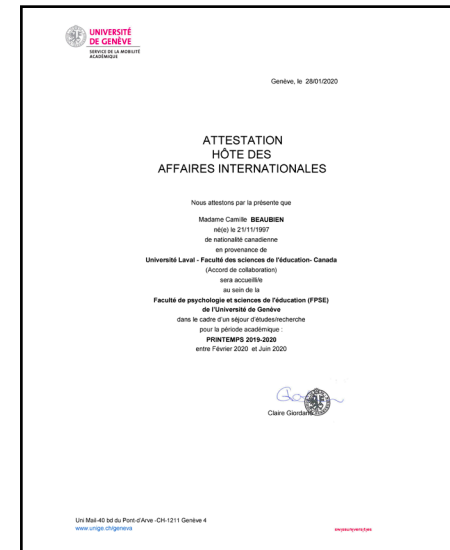 UNIVERSITÉ
DE GENÈVE
SERVICE DE LA MOBILITÉ
ACADÉMIQUE
Genève, le 28/01/2020
ATTESTATION
HÔTE DES
AFFAIRES INTERNATIONALES
Nous attestons par la présente que
Madame Camille BEAUBIEN
né(e) le 21/11/1997
de nationalité canadienne
en provenance de
Université Laval - Faculté des sciences de l'éducation- Canada
(Accord de collaboration)
sera accueilli/e
au sein de la
Faculté de psychologie et sciences de l'éducation (FPSE)
de l'Université de Genève
dans le cadre d'un séjour d'études/recherche
pour la période académique :
PRINTEMPS 2019-2020
entre Février 2020 et Juin 2020
Claire Giordano
Uni Mail-40 bd du Pont-d'Arve -CH-1211 Genève 4
www.unige.ch/geneva